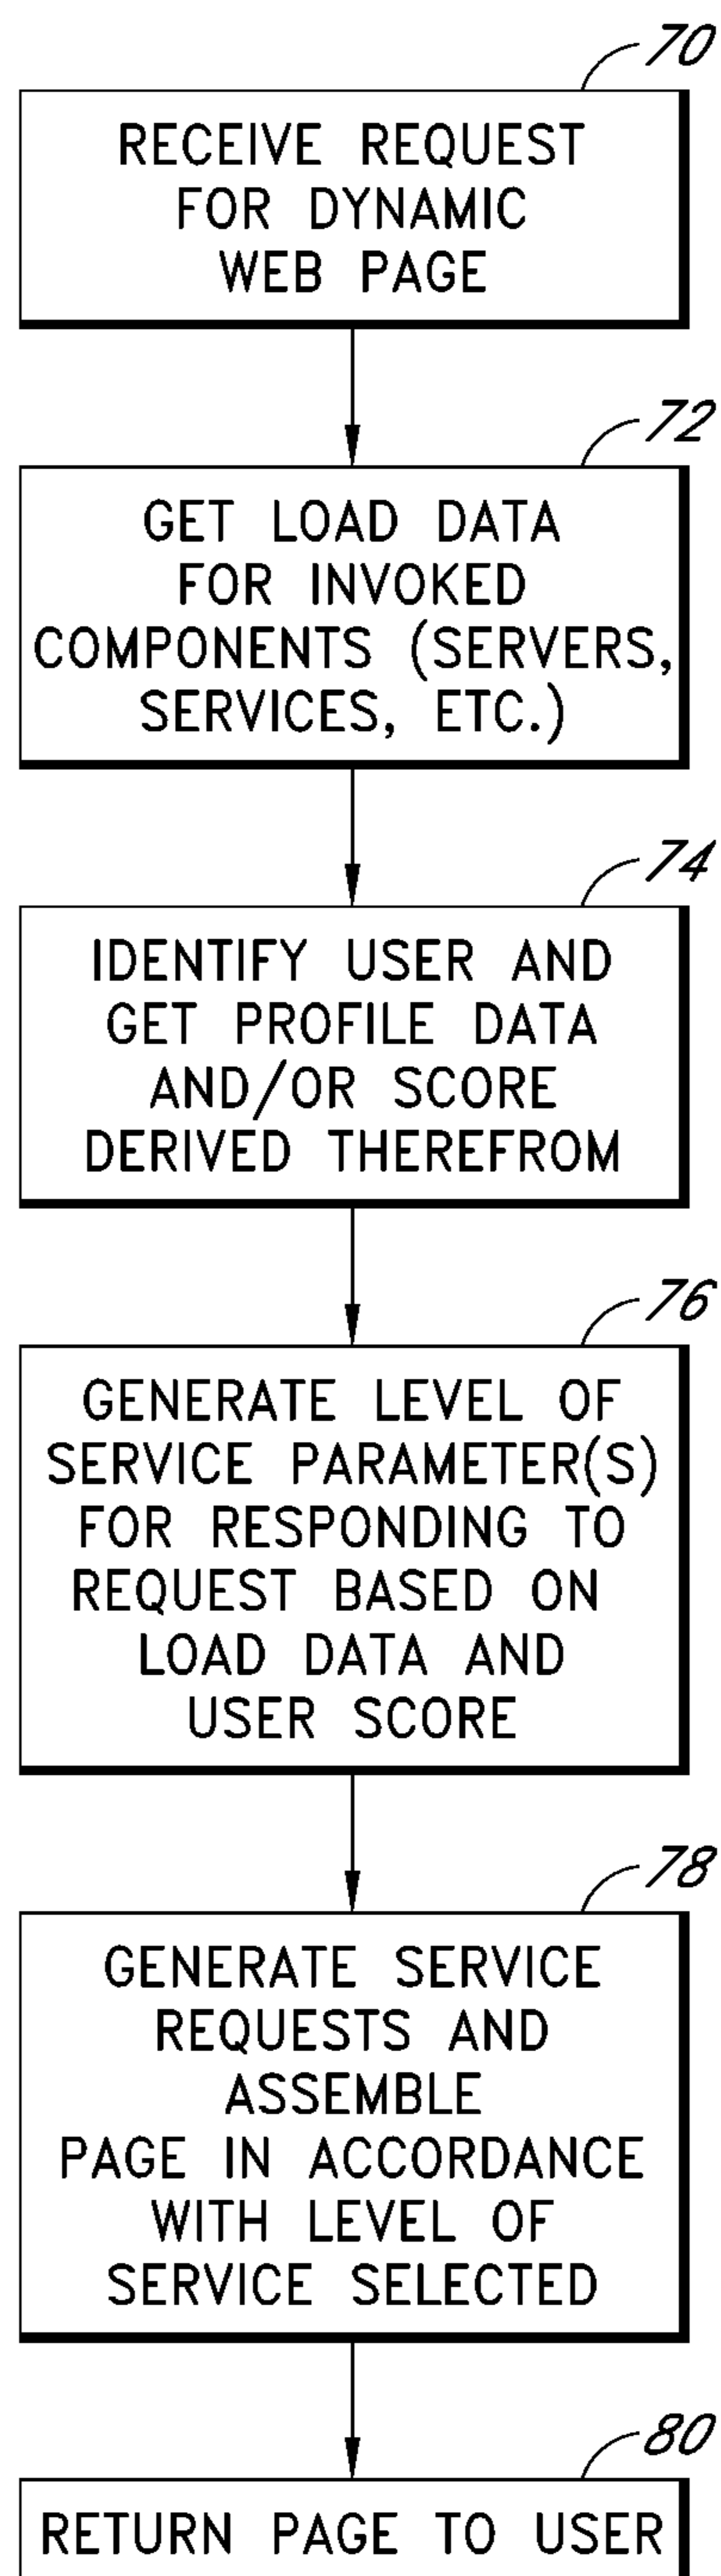 70
RECEIVE REQUEST
FOR DYNAMIC
WEB PAGE
72
GET LOAD DATA
FOR INVOKED
COMPONENTS (SERVERS,
SERVICES, ETC.)
74
IDENTIFY USER AND
GET PROFILE DATA
AND/OR SCORE
DERIVED THEREFROM
76
GENERATE LEVEL OF
SERVICE PARAMETER(S)
FOR RESPONDING TO
REQUEST BASED ON
LOAD DATA AND
USER SCORE
78
GENERATE SERVICE
REQUESTS AND
ASSEMBLE
PAGE IN ACCORDANCE
WITH LEVEL OF
SERVICE SELECTED
80
RETURN PAGE TO USER